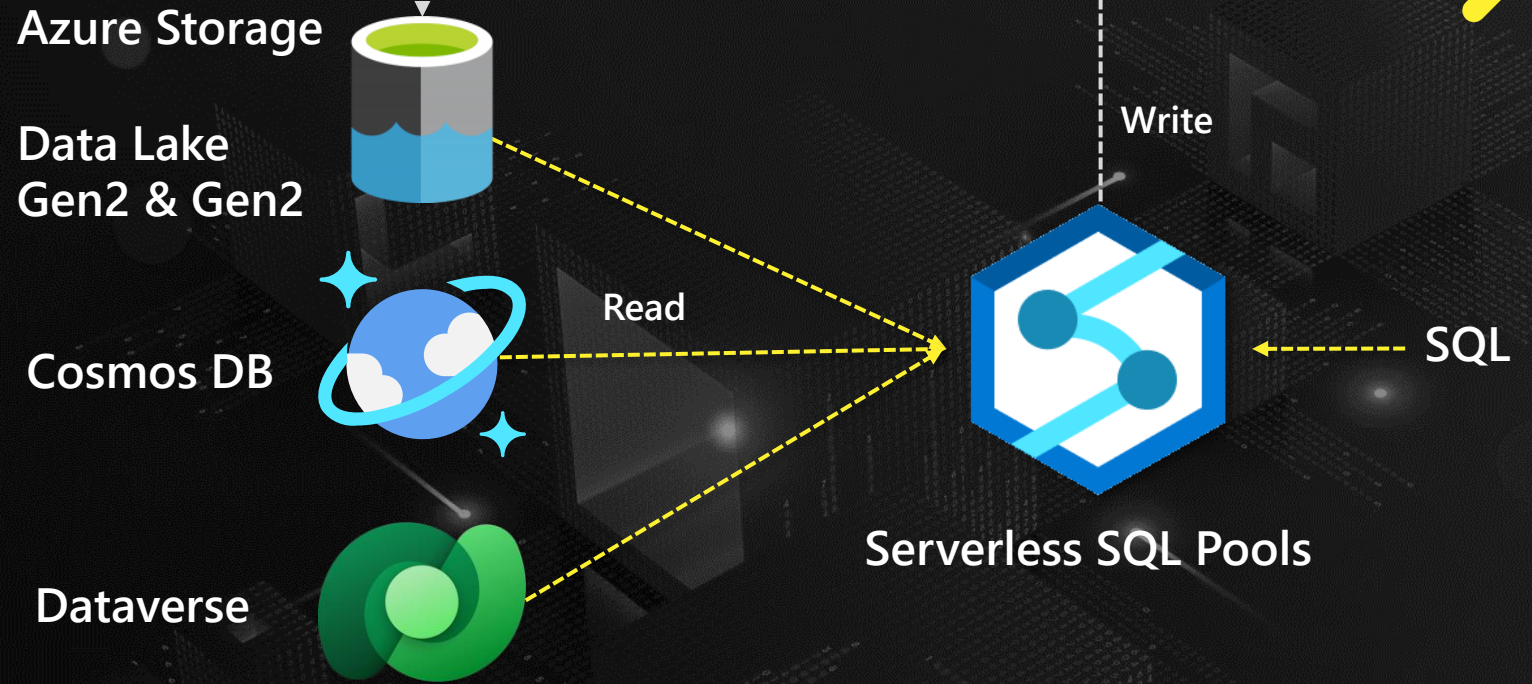 Azure Storage
Data Lake
Gen2 & Gen2
Write
Read
Cosmos DB
SQL
Serverless SQL Pools
Dataverse